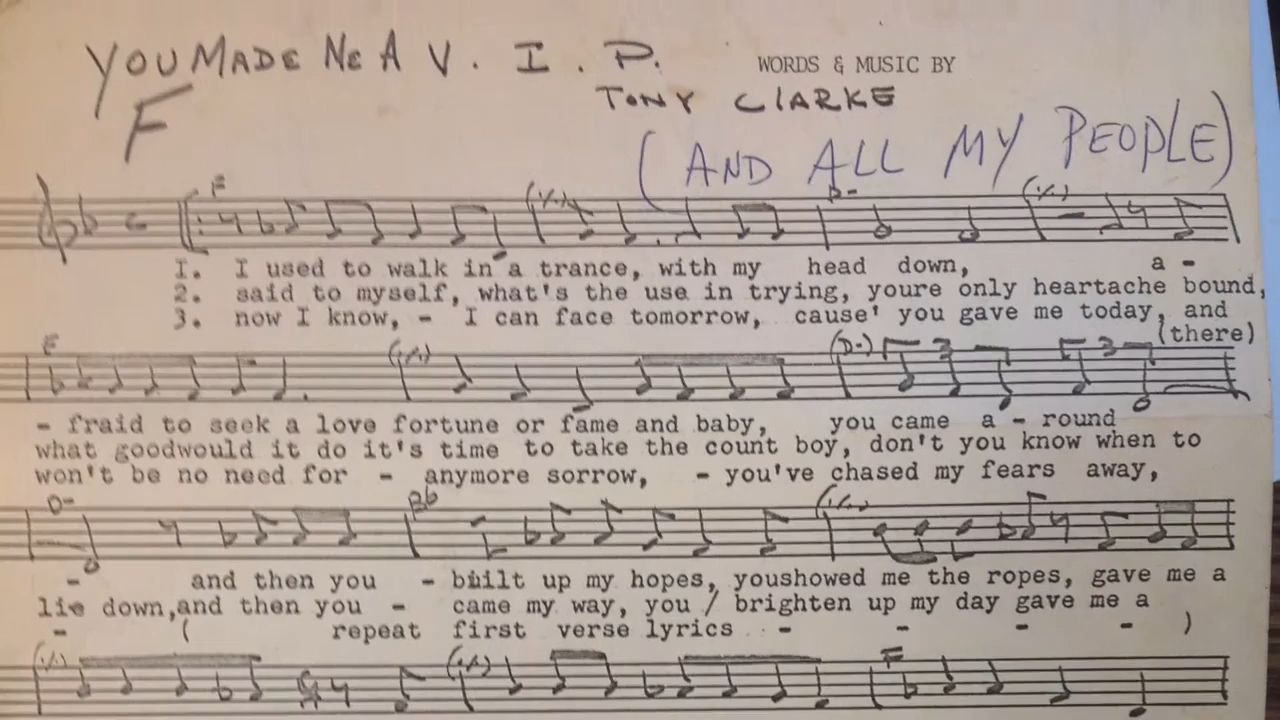 YOU MADE ME A V. I. P.
WORDS & MUSIC BY
TONY CLARKE
F
(AND ALL MY PEOPLE)
F (./.) D- (./.)
1. I used to walk in a trance, with my head down, a -
2. said to myself, what's the use in trying, youre only heartache bound,
3. now I know, - I can face tomorrow, cause' you gave me today, and
(there)
F (./.) (D-) 3 3
- fraid to seek a love fortune or fame and baby, you came a - round
what goodwould it do it's time to take the count boy, don't you know when to
won't be no need for - anymore sorrow, - you've chased my fears away,
D- Bb (./.)
- and then you - built up my hopes, youshowed me the ropes, gave me a
lie down,and then you - came my way, you / brighten up my day gave me a
- ( repeat first verse lyrics - - - - )
(./.) (./.) F